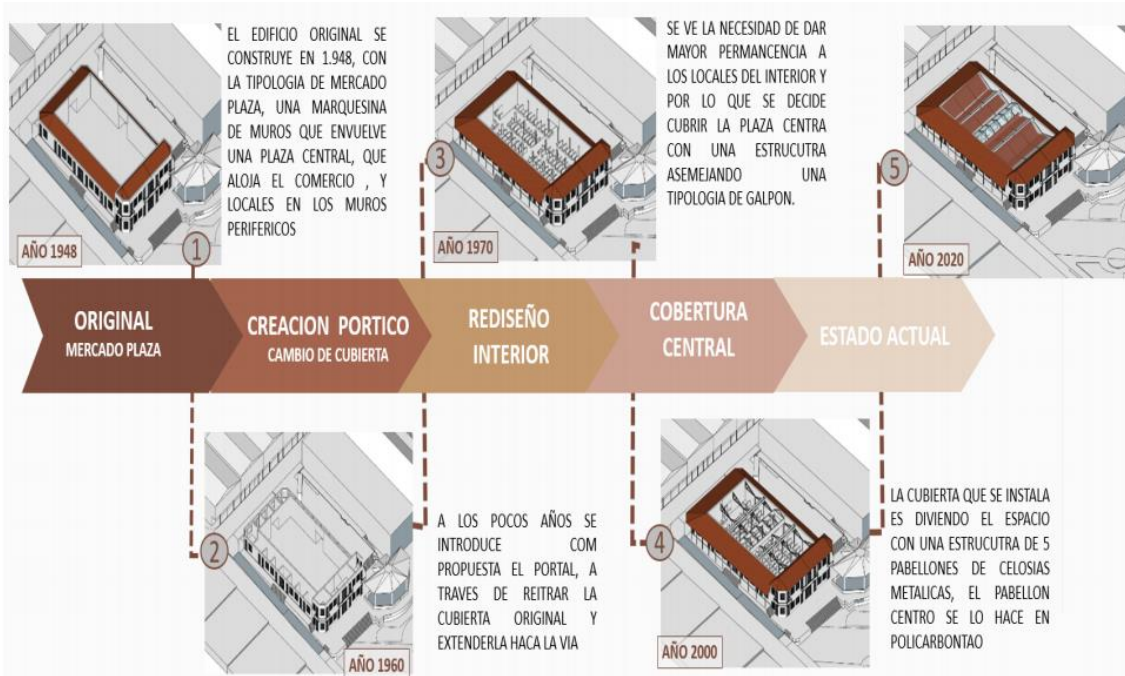 EL EDIFICIO ORIGINAL SE
CONSTRUYE EN 1.948, CON
LA TIPOLOGIA DE MERCADO
PLAZA, UNA MARQUESINA
DE MUROS QUE ENVUELVE
UNA PLAZA CENTRAL, QUE
ALOJA EL COMERCIO , Y
LOCALES EN LOS MUROS
PERIFERICOS
AÑO 1948
1
SE VE LA NECESIDAD DE DAR
MAYOR PERMANCENCIA A
LOS LOCALES DEL INTERIOR Y
POR LO QUE SE DECIDE
CUBRIR LA PLAZA CENTRA
CON UNA ESTRUCUTRA
ASEMEJANDO UNA
TIPOLOGIA DE GALPON.
3
AÑO 1970
5
AÑO 2020
ORIGINAL
MERCADO PLAZA
CREACION PORTICO
CAMBIO DE CUBIERTA
REDISEÑO
INTERIOR
COBERTURA
CENTRAL
ESTADO ACTUAL
2
AÑO 1960
A LOS POCOS AÑOS SE
INTRODUCE COM
PROPUESTA EL PORTAL, A
TRAVES DE REITRAR LA
CUBIERTA ORIGINAL Y
EXTENDERLA HACA LA VIA
4
AÑO 2000
LA CUBIERTA QUE SE INSTALA
ES DIVIENDO EL ESPACIO
CON UNA ESTRUCUTRA DE 5
PABELLONES DE CELOSIAS
METALICAS, EL PABELLON
CENTRO SE LO HACE EN
POLICARBONTAO